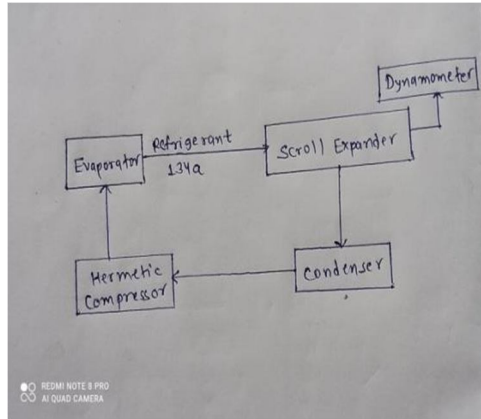 Dynamometer
Refrigerant
134a
Scroll Expander
Evaporator
Hermetic
Compressor
Condenser
REDMI NOTE 8 PRO
AI QUAD CAMERA